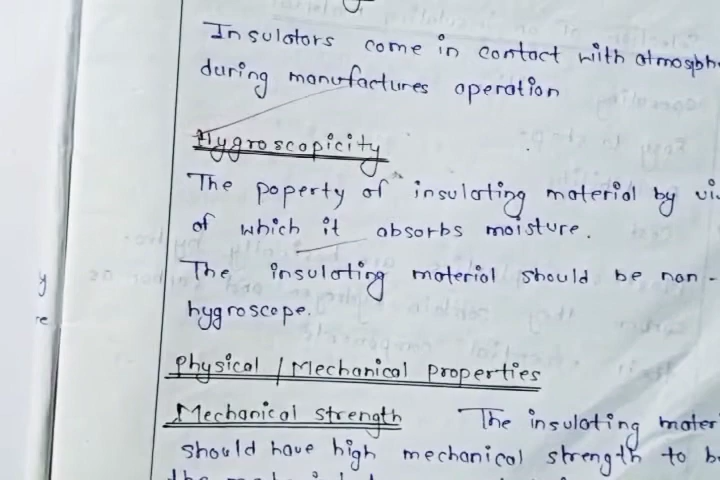 Insulators come in contact with atmosphe
during manufactures operation
Hygroscopicity
The poperty of insulating material by vi
of which it absorbs moisture.
The insulating material should be non-
hygroscope.
Physical / Mechanical properties
Mechanical strength The insulating mater
should have high mechanical strength to b
y
re